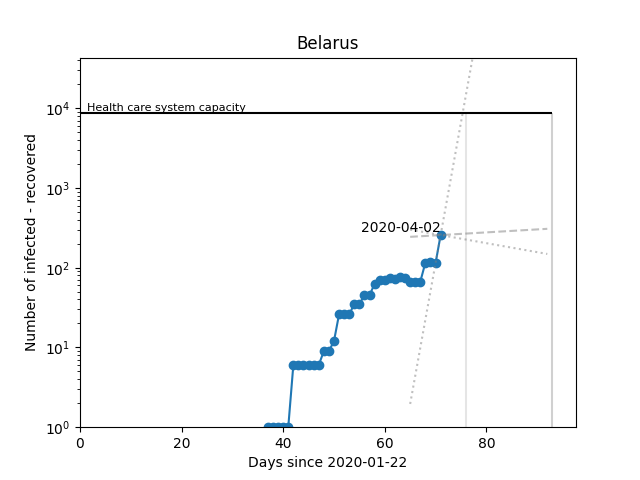 Belarus
Health care system capacity
2020-04-02
Number of infected - recovered
10^4
10^3
10^2
10^1
10^0
0 20 40 60 80
Days since 2020-01-22